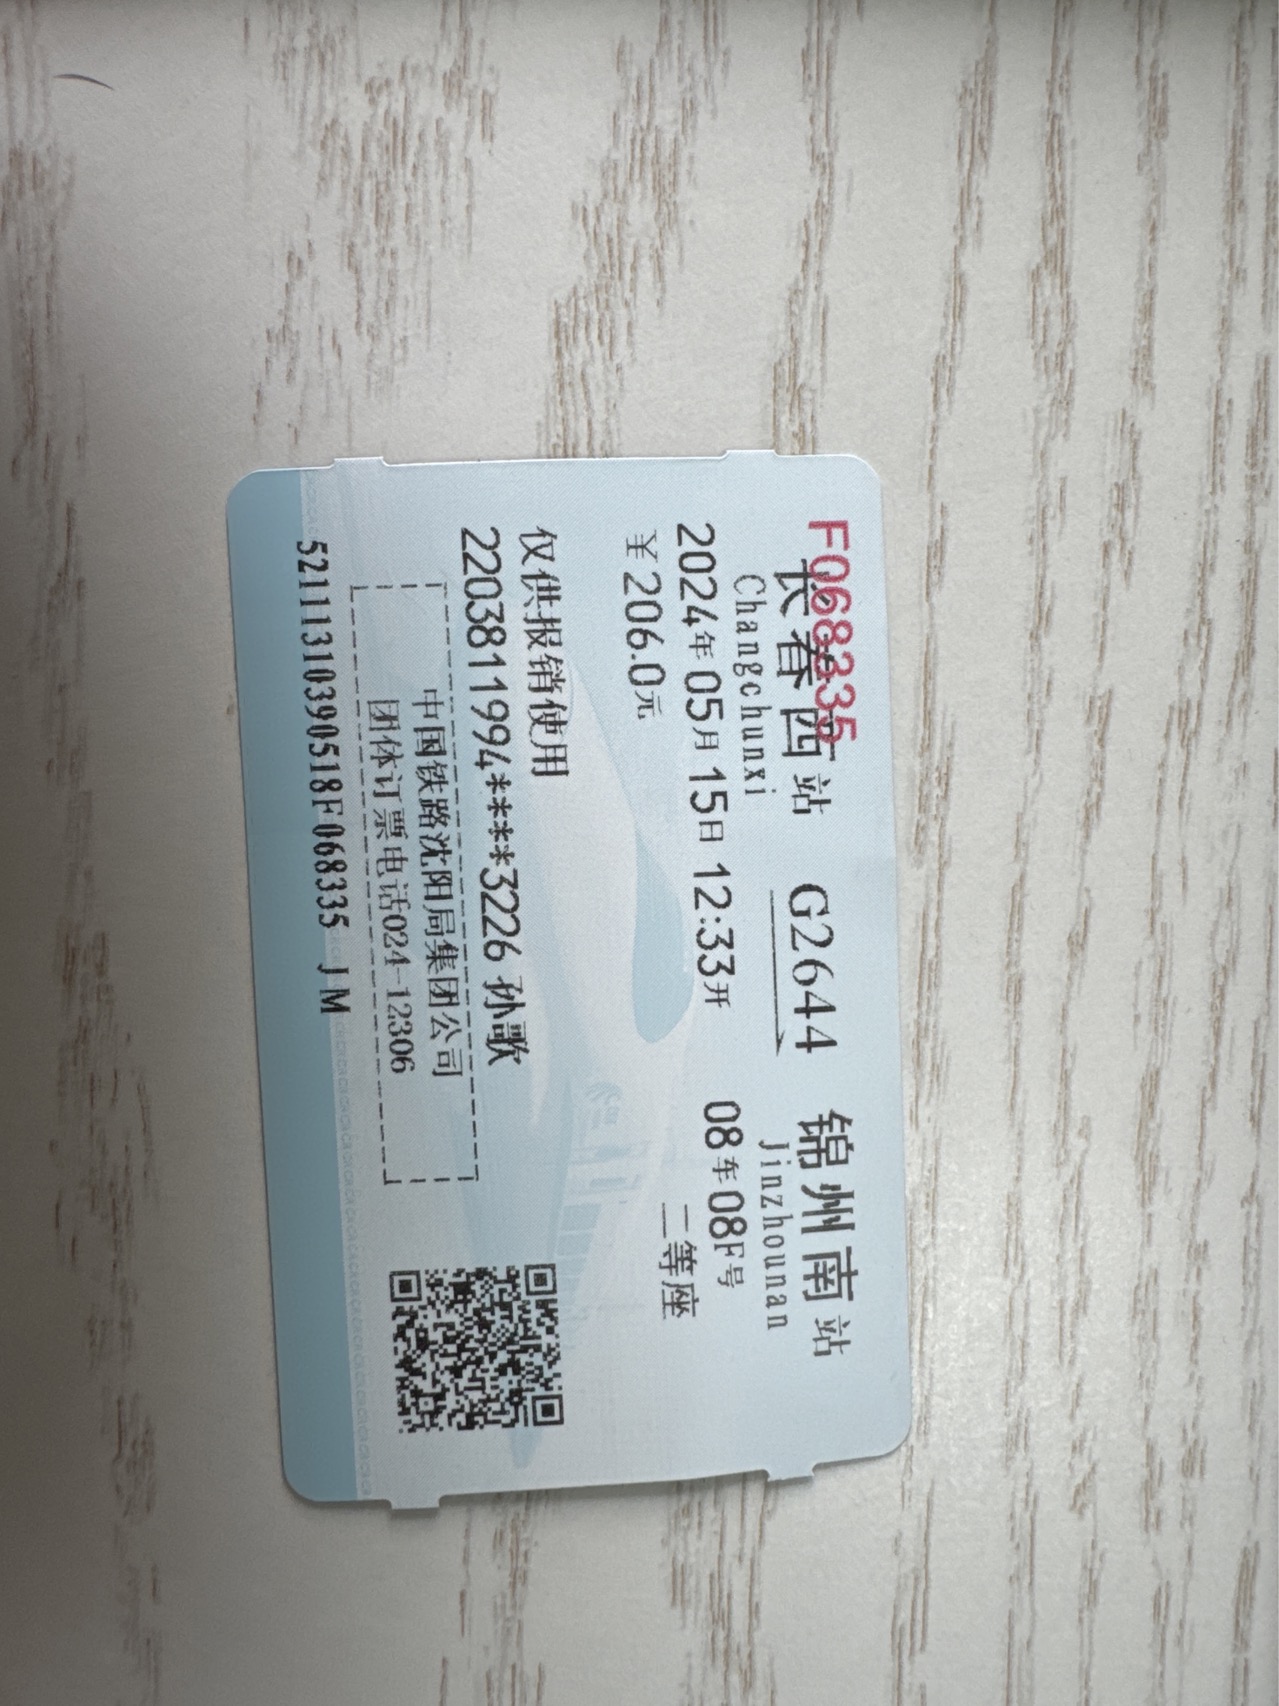 F068335
长春西站 G2644 锦州南站
Changchunxi Jinzhounan
2024年05月15日12:33开 08车08F号
￥206.0元 二等座
仅供报销使用
2203811994****3226 孙歌
中国铁路沈阳局集团公司
团体订票电话024-12306
52111310390518F068335 JM